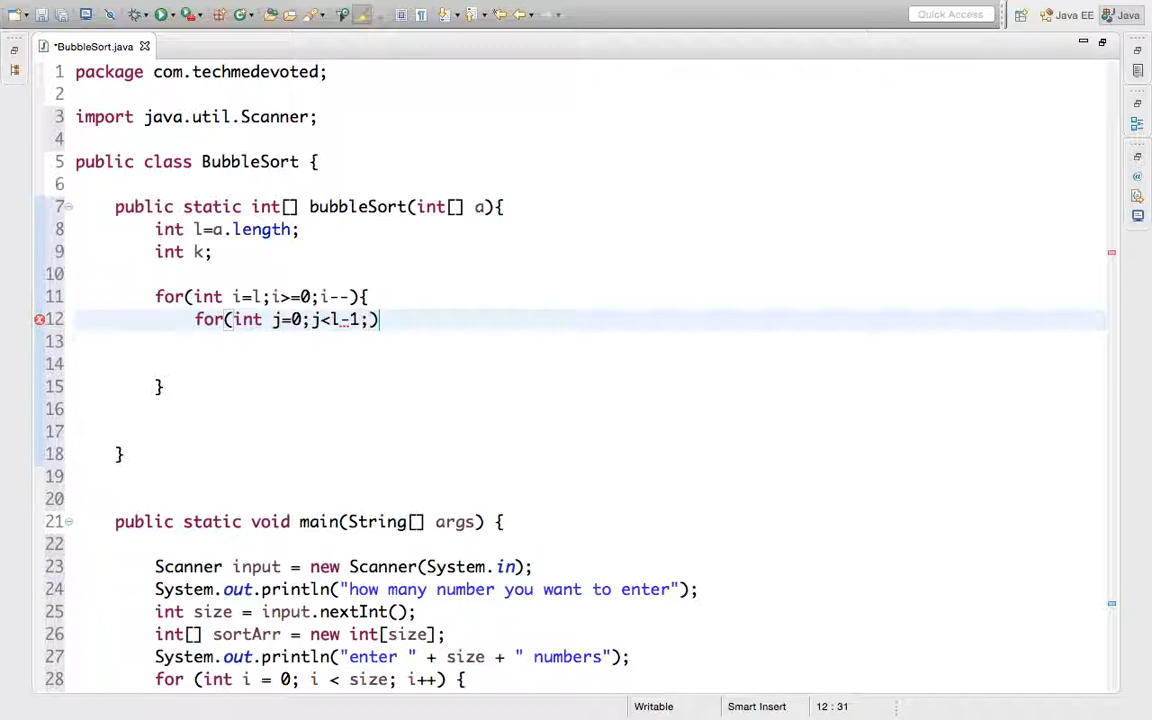 Quick Access
Java EE
Java
*BubbleSort.java
1 package com.techmedevoted;
2
3 import java.util.Scanner;
4
5 public class BubbleSort {
6
7 public static int[] bubbleSort(int[] a){
8 int l=a.length;
9 int k;
10
11 for(int i=l;i>=0;i--){
12 for(int j=0;j<l-1;)
13
14
15 }
16
17
18 }
19
20
21 public static void main(String[] args) {
22
23 Scanner input = new Scanner(System.in);
24 System.out.println("how many number you want to enter");
25 int size = input.nextInt();
26 int[] sortArr = new int[size];
27 System.out.println("enter " + size + " numbers");
28 for (int i = 0; i < size; i++) {
Writable
Smart Insert
12 : 31